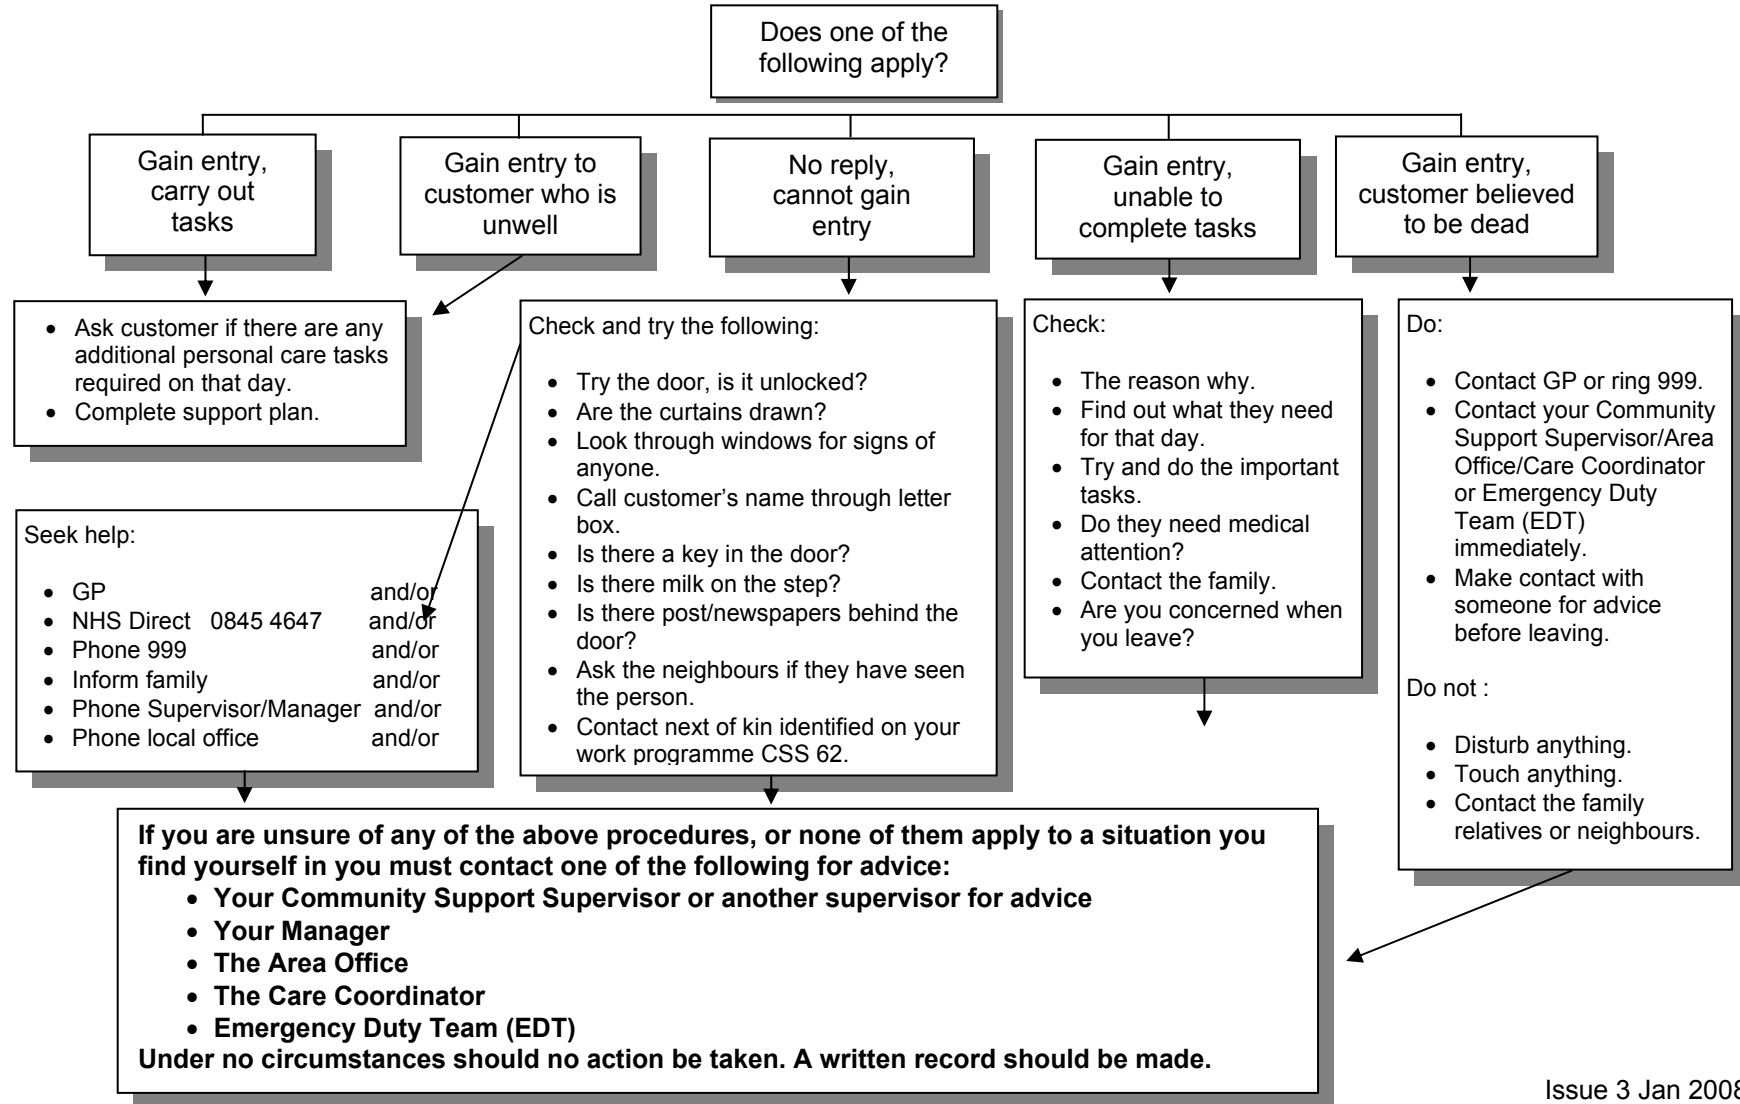 Does one of the
following apply?
Gain entry,
carry out
tasks
Gain entry to
customer who is
unwell
No reply,
cannot gain
entry
Gain entry,
unable to
complete tasks
Gain entry,
customer believed
to be dead
• Ask customer if there are any
additional personal care tasks
required on that day.
• Complete support plan.
Seek help:
• GP and/or
• NHS Direct 0845 4647 and/or
• Phone 999 and/or
• Inform family and/or
• Phone Supervisor/Manager and/or
• Phone local office and/or
Check and try the following:
• Try the door, is it unlocked?
• Are the curtains drawn?
• Look through windows for signs of
anyone.
• Call customer’s name through letter
box.
• Is there a key in the door?
• Is there milk on the step?
• Is there post/newspapers behind the
door?
• Ask the neighbours if they have seen
the person.
• Contact next of kin identified on your
work programme CSS 62.
Check:
• The reason why.
• Find out what they need
for that day.
• Try and do the important
tasks.
• Do they need medical
attention?
• Contact the family.
• Are you concerned when
you leave?
Do:
• Contact GP or ring 999.
• Contact your Community
Support Supervisor/Area
Office/Care Coordinator
or Emergency Duty
Team (EDT)
immediately.
• Make contact with
someone for advice
before leaving.
Do not :
• Disturb anything.
• Touch anything.
• Contact the family
relatives or neighbours.
If you are unsure of any of the above procedures, or none of them apply to a situation you
find yourself in you must contact one of the following for advice:
• Your Community Support Supervisor or another supervisor for advice
• Your Manager
• The Area Office
• The Care Coordinator
• Emergency Duty Team (EDT)
Under no circumstances should no action be taken. A written record should be made.
Issue 3 Jan 2008